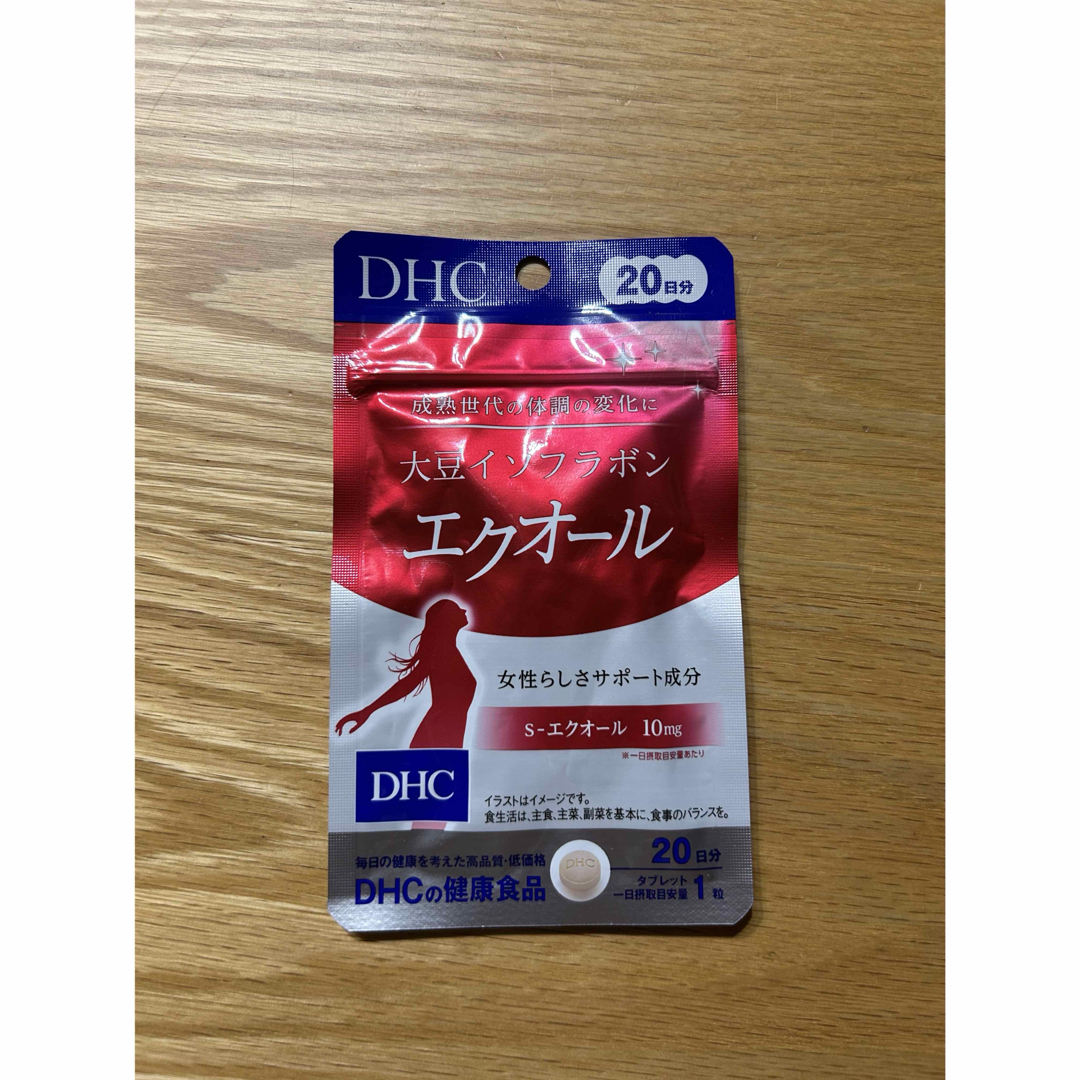 DHC
20日分
成熟世代の体調の変化に
大豆イソフラボン
エクオール
女性らしさサポート成分
S-エクオール 10mg
※一日摂取目安量あたり
DHC
イラストはイメージです。
食生活は、主食、主菜、副菜を基本に、食事のバランスを。
毎日の健康を考えた高品質・低価格
DHCの健康食品
DHC
20日分
タブレット
一日摂取目安量 1粒